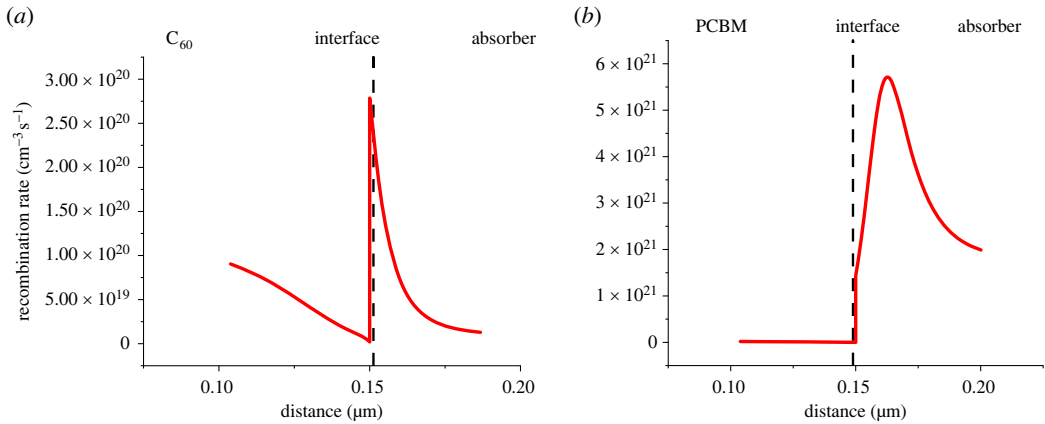 (a)
C60 interface absorber
3.00 × 10^20
2.50 × 10^20
2.00 × 10^20
1.50 × 10^20
1.00 × 10^20
5.00 × 10^19
0
recombination rate (cm^−3 s^−1)
0.10 0.15 0.20
distance (µm)
(b)
PCBM interface absorber
6 × 10^21
5 × 10^21
4 × 10^21
3 × 10^21
2 × 10^21
1 × 10^21
0
0.10 0.15 0.20
distance (µm)